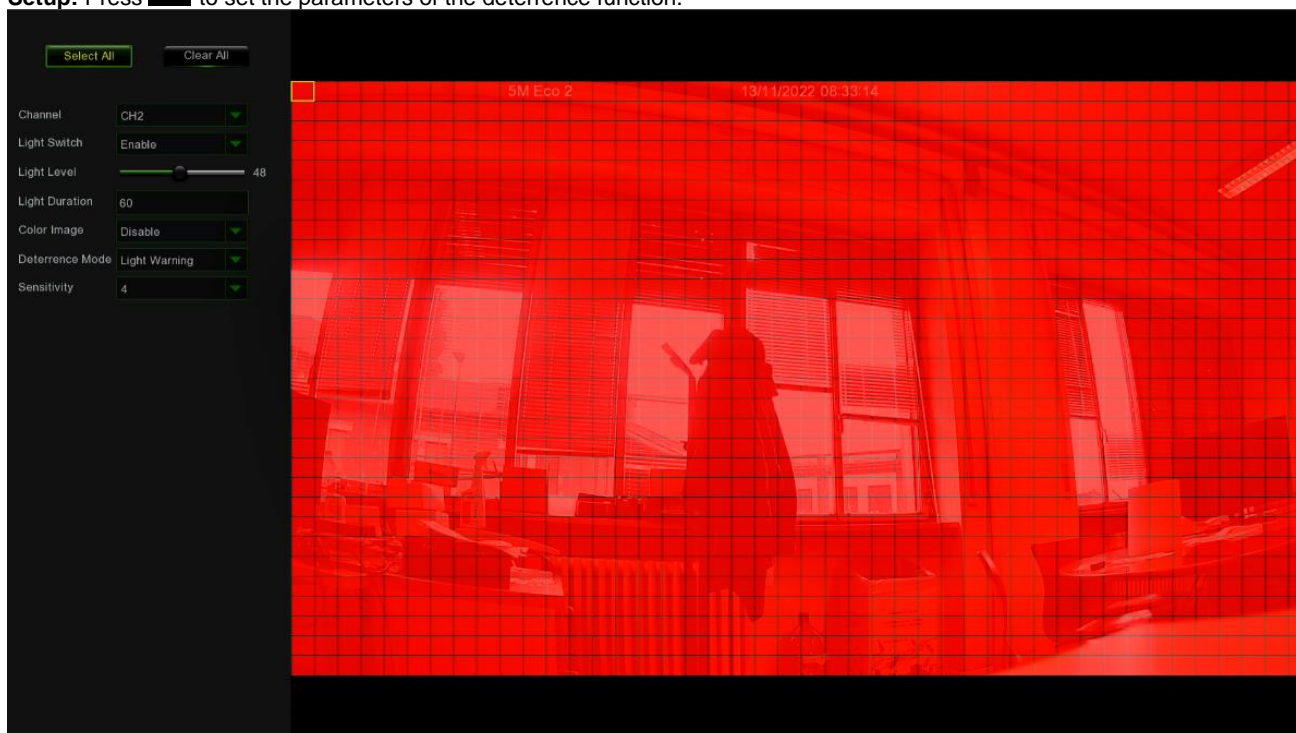 Setup: Press to set the parameters of the deterrence function.
Select All Clear All
5M Eco 2 13/11/2022 08:33:14
Channel CH2
Light Switch Enable
Light Level 48
Light Duration 60
Color Image Disable
Deterrence Mode Light Warning
Sensitivity 4